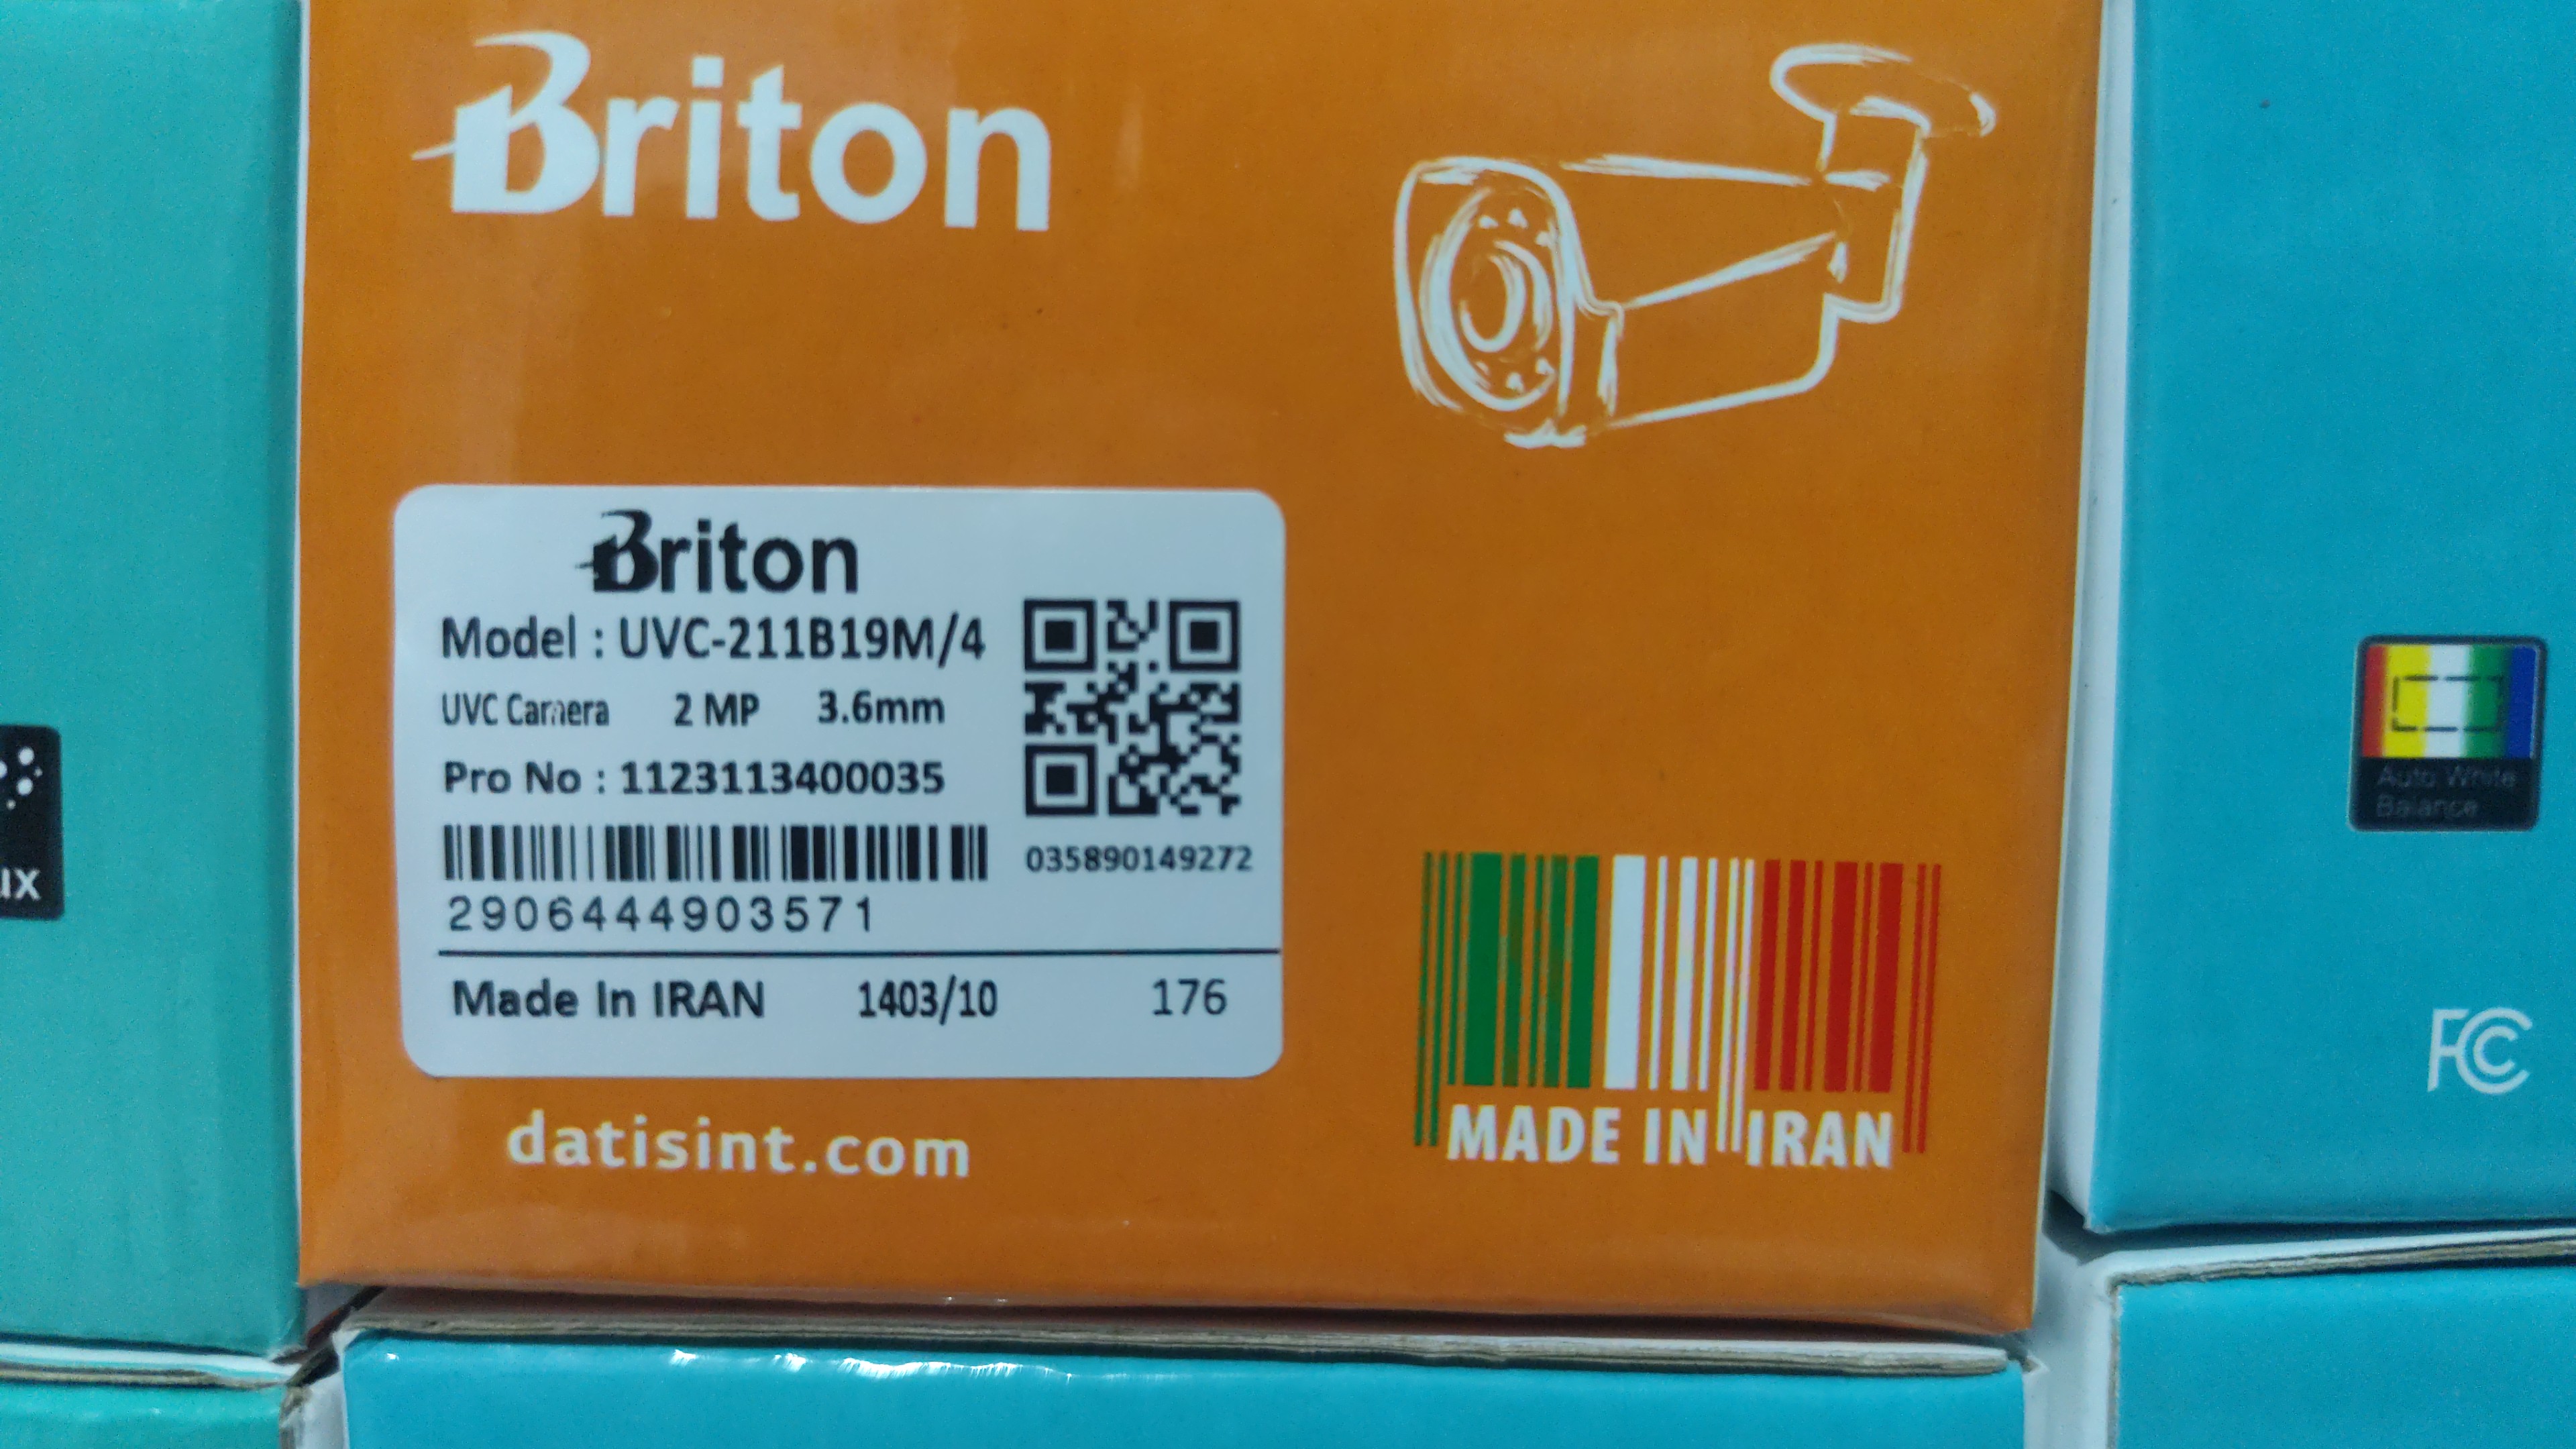 Briton
Briton
Model : UVC-211B19M/4
UVC Camera 2 MP 3.6mm
Pro No : 1123113400035
035890149272
2906444903571
Made In IRAN 1403/10 176
datisint.com
MADE IN IRAN
ux
Auto White
Balance
FC